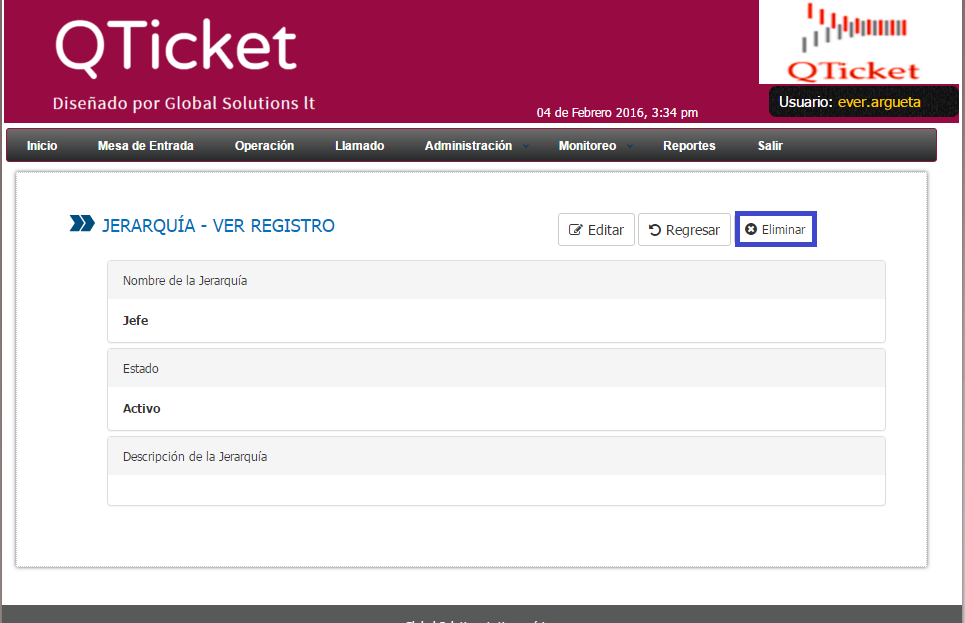 QTicket
Diseñado por Global Solutions lt
QTicket
04 de Febrero 2016, 3:34 pm
Usuario: ever.argueta
Inicio Mesa de Entrada Operación Llamado Administración Monitoreo Reportes Salir
JERARQUÍA - VER REGISTRO
Editar Regresar Eliminar
Nombre de la Jerarquía
Jefe
Estado
Activo
Descripción de la Jerarquía